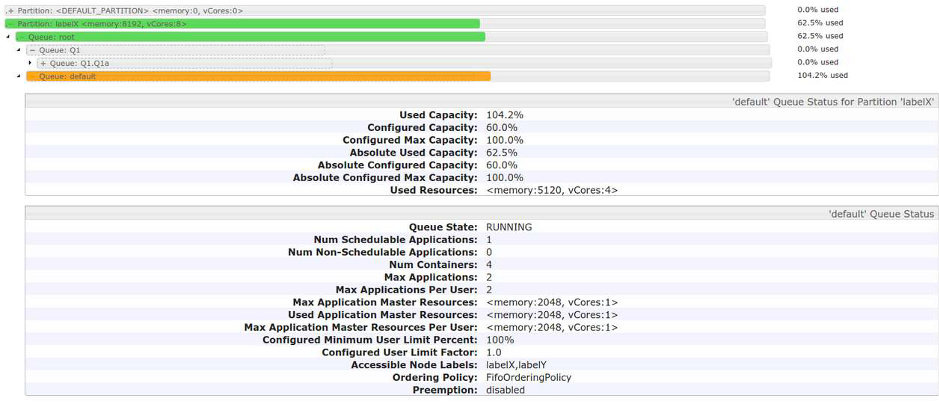 + Partition: <DEFAULT_PARTITION> <memory:0, vCores:0> 0.0% used
− Partition: labelX <memory:8192, vCores:8> 62.5% used
− Queue: root 62.5% used
− Queue: Q1 0.0% used
+ Queue: Q1.Q1a 0.0% used
− Queue: default 104.2% used
'default' Queue Status for Partition 'labelX'
Used Capacity: 104.2%
Configured Capacity: 60.0%
Configured Max Capacity: 100.0%
Absolute Used Capacity: 62.5%
Absolute Configured Capacity: 60.0%
Absolute Configured Max Capacity: 100.0%
Used Resources: <memory:5120, vCores:4>
'default' Queue Status
Queue State: RUNNING
Num Schedulable Applications: 1
Num Non-Schedulable Applications: 0
Num Containers: 4
Max Applications: 2
Max Applications Per User: 2
Max Application Master Resources: <memory:2048, vCores:1>
Used Application Master Resources: <memory:2048, vCores:1>
Max Application Master Resources Per User: <memory:2048, vCores:1>
Configured Minimum User Limit Percent: 100%
Configured User Limit Factor: 1.0
Accessible Node Labels: labelX,labelY
Ordering Policy: FifoOrderingPolicy
Preemption: disabled